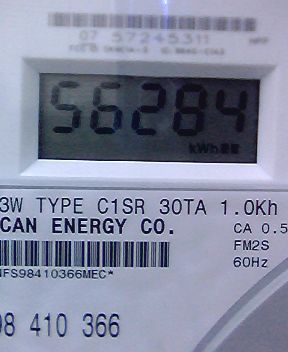 07 57245311
56284
kWh
3W TYPE C1SR 30TA 1.0Kh
CAN ENERGY CO.
CA 0.5
FM2S
60Hz
NFS98410366MEC*
98 410 366